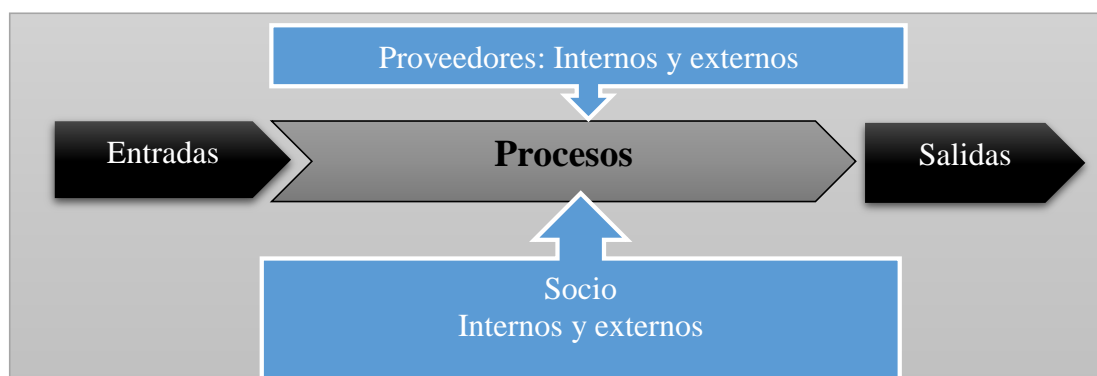 Proveedores: Internos y externos
Entradas
Procesos
Salidas
Socio
Internos y externos